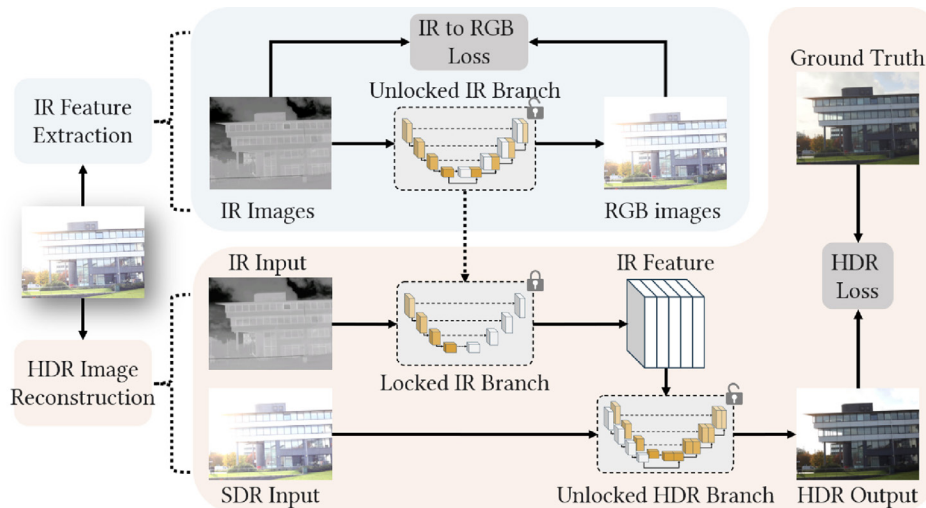 IR Feature
Extraction
HDR Image
Reconstruction
IR to RGB
Loss
Unlocked IR Branch
IR Images
RGB images
IR Input
IR Feature
Locked IR Branch
SDR Input
Unlocked HDR Branch
Ground Truth
HDR
Loss
HDR Output